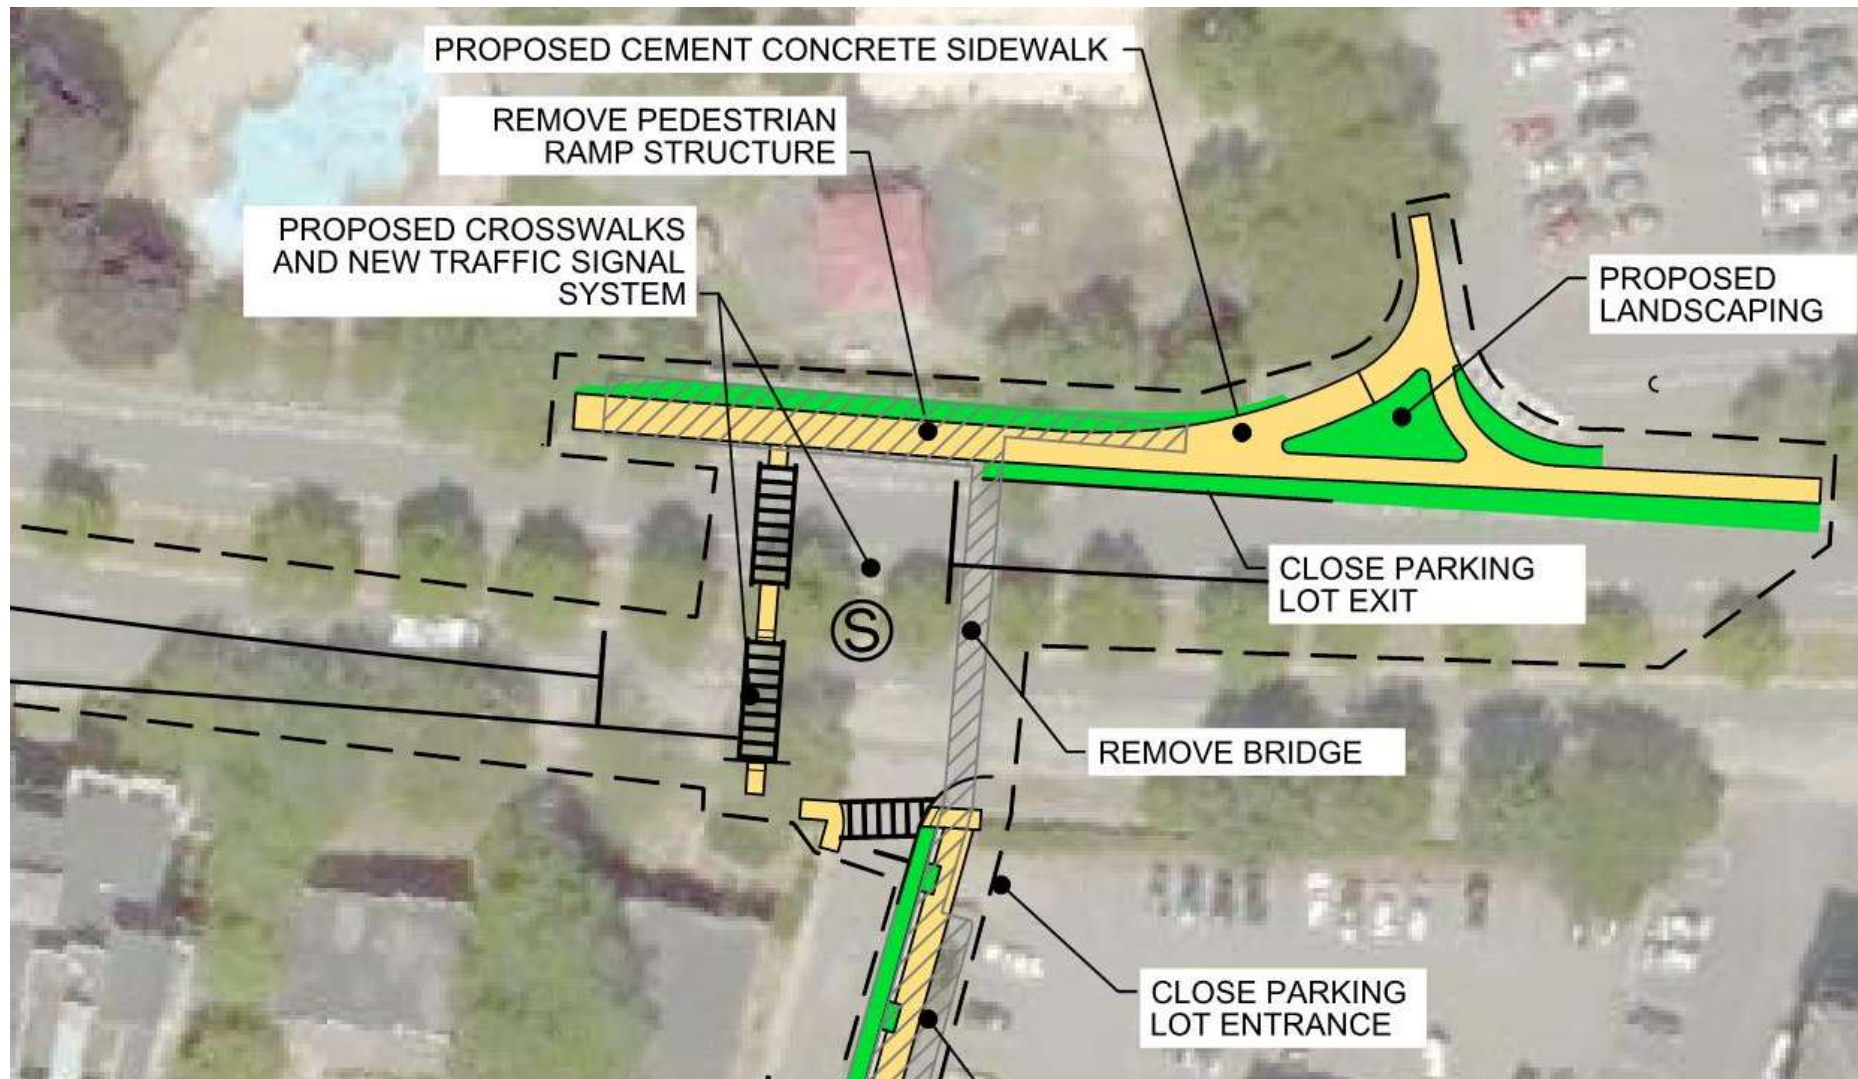 PROPOSED CEMENT CONCRETE SIDEWALK
REMOVE PEDESTRIAN
RAMP STRUCTURE
PROPOSED CROSSWALKS
AND NEW TRAFFIC SIGNAL
SYSTEM
PROPOSED
LANDSCAPING
CLOSE PARKING
LOT EXIT
S
REMOVE BRIDGE
CLOSE PARKING
LOT ENTRANCE